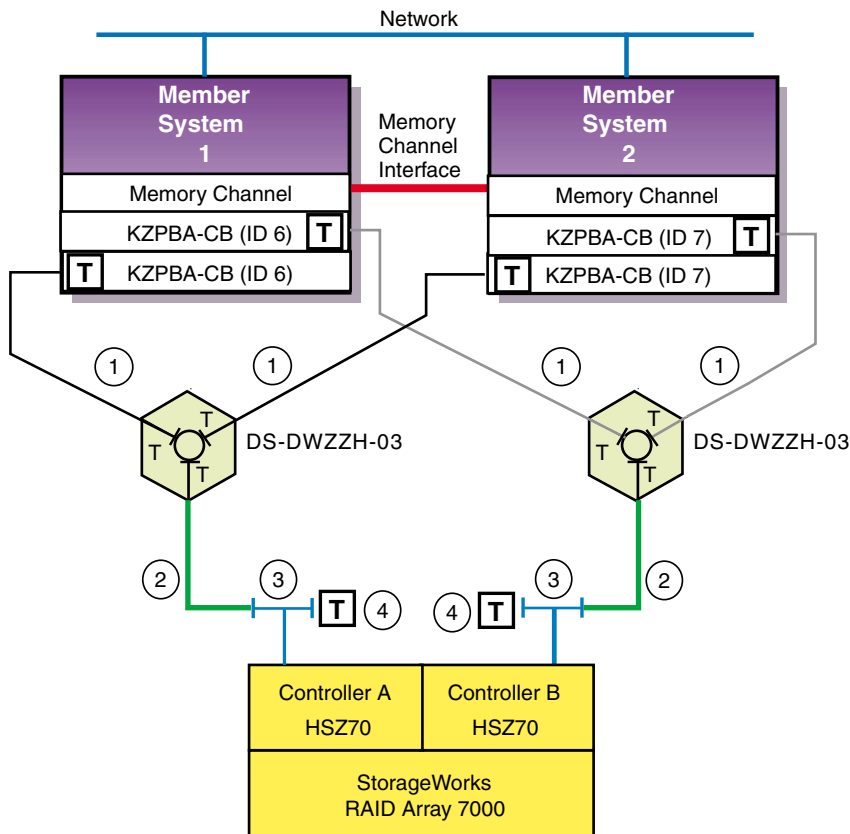 Network
Member
System
1
Member
System
2
Memory
Channel
Interface
Memory Channel
Memory Channel
KZPBA-CB (ID 6) T
KZPBA-CB (ID 7) T
T KZPBA-CB (ID 6)
T KZPBA-CB (ID 7)
1
1
1
1
T
T
T
DS-DWZZH-03
T
T
T
DS-DWZZH-03
2
3
T
4
4
T
3
2
Controller A
HSZ70
Controller B
HSZ70
StorageWorks
RAID Array 7000